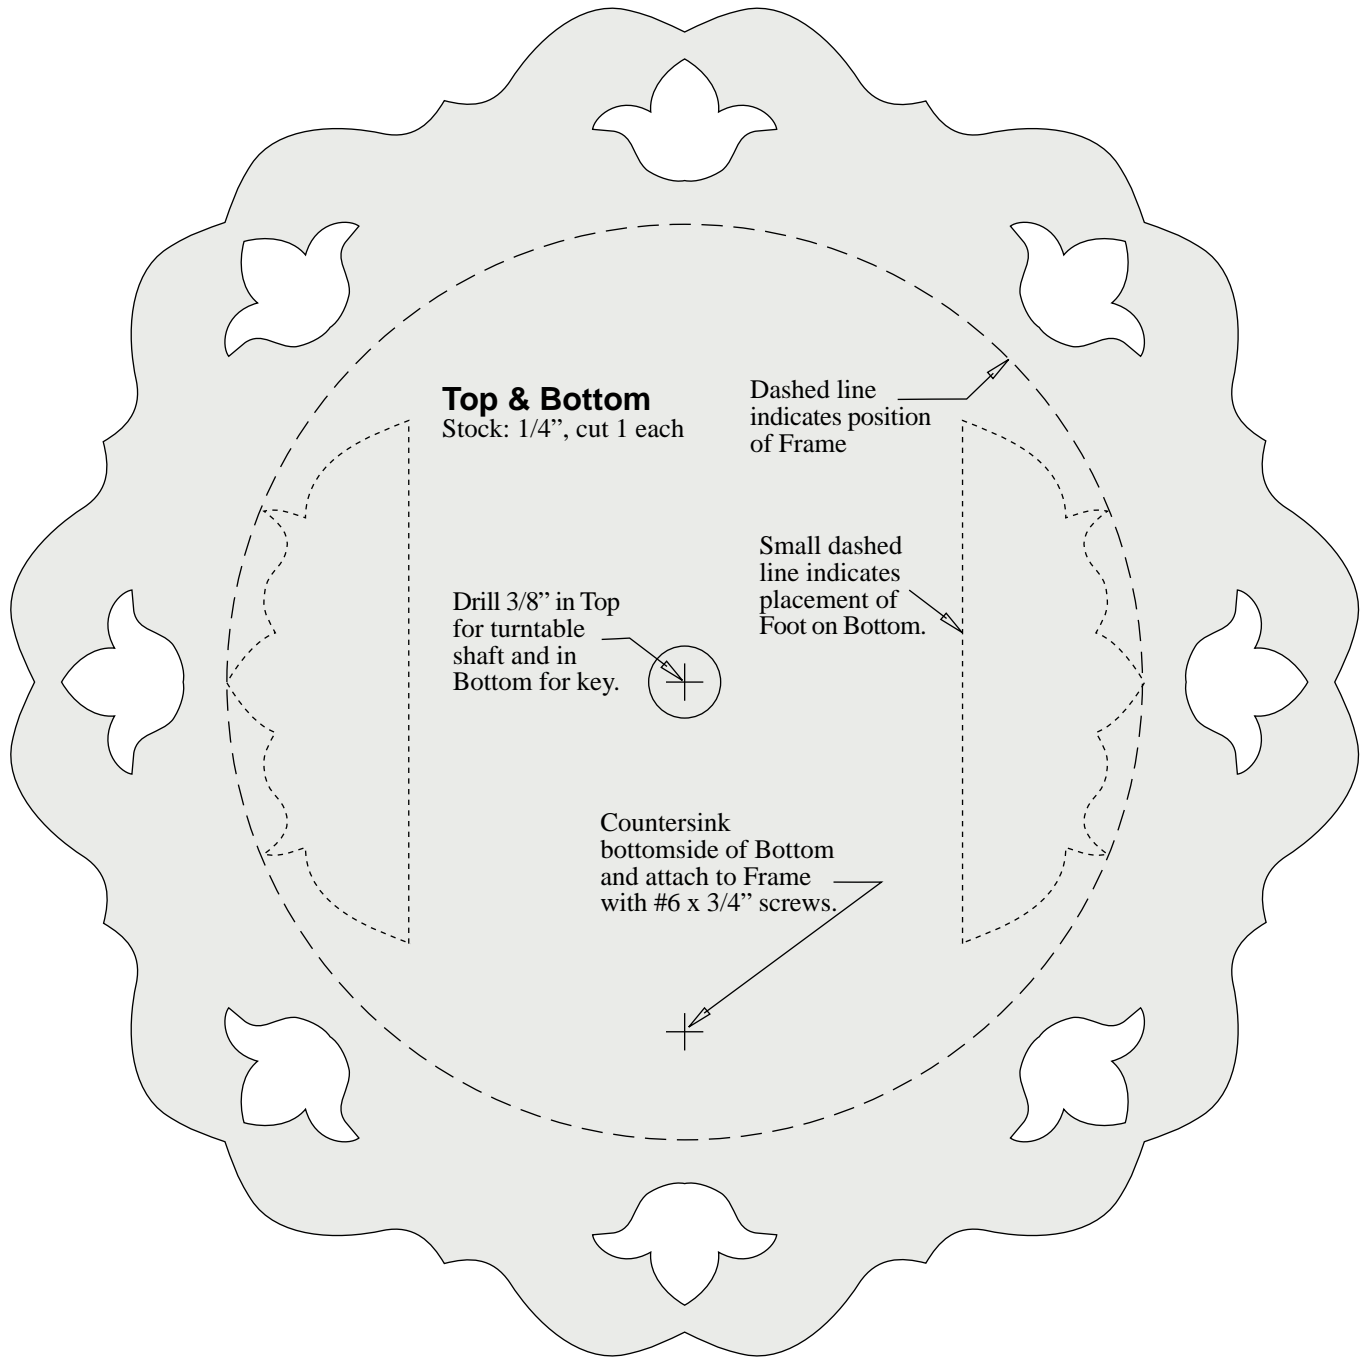 Top & Bottom
Stock: 1/4”, cut 1 each
Dashed line
indicates position
of Frame
Small dashed
line indicates
placement of
Foot on Bottom.
Drill 3/8” in Top
for turntable
shaft and in
Bottom for key.
Countersink
bottomside of Bottom
and attach to Frame
with #6 x 3/4” screws.